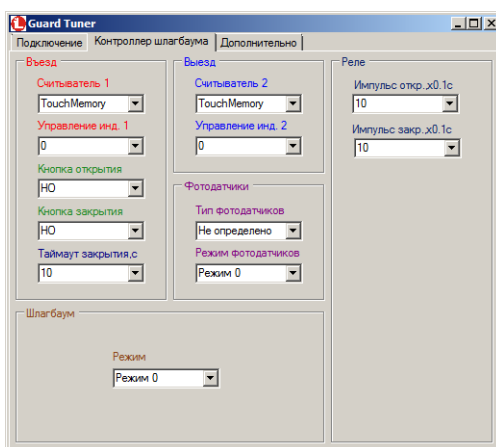 Guard Tuner
Подключение Контроллер шлагбаума Дополнительно
Въезд
Считыватель 1
TouchMemory
Управление инд. 1
0
Кнопка открытия
НО
Кнопка закрытия
НО
Таймаут закрытия,с
10
Выезд
Считыватель 2
TouchMemory
Управление инд. 2
0
Фотодатчики
Тип фотодатчиков
Не определено
Режим фотодатчиков
Режим 0
Реле
Импульс откр.,x0.1с
10
Импульс закр.,x0.1с
10
Шлагбаум
Режим
Режим 0